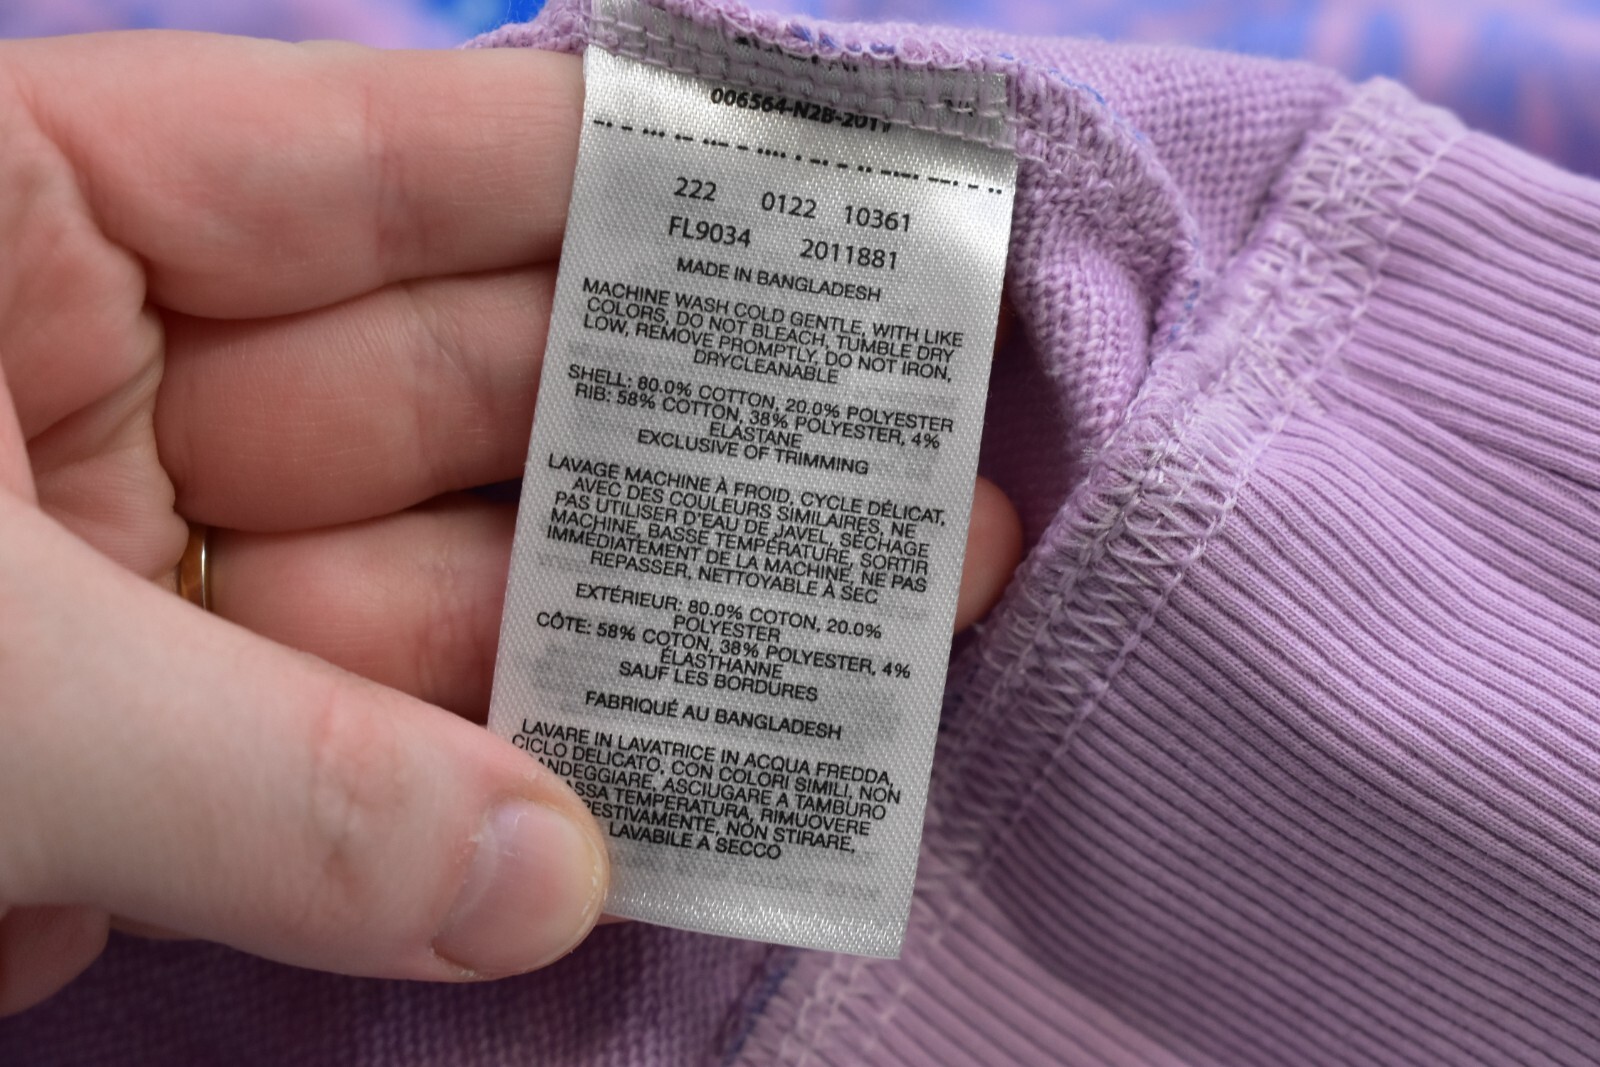 006564-N2B-2011
222 0122 10361
FL9034 2011881
MADE IN BANGLADESH
MACHINE WASH COLD GENTLE, WITH LIKE
COLORS, DO NOT BLEACH, TUMBLE DRY
LOW, REMOVE PROMPTLY, DO NOT IRON,
DRYCLEANABLE
SHELL: 80.0% COTTON, 20.0% POLYESTER
RIB: 58% COTTON, 38% POLYESTER, 4%
ELASTANE
EXCLUSIVE OF TRIMMING
LAVAGE MACHINE À FROID, CYCLE DÉLICAT,
AVEC DES COULEURS SIMILAIRES, NE
PAS UTILISER D'EAU DE JAVEL, SÉCHAGE
MACHINE, BASSE TEMPÉRATURE, SORTIR
IMMÉDIATEMENT DE LA MACHINE, NE PAS
REPASSER, NETTOYABLE À SEC
EXTÉRIEUR: 80.0% COTON, 20.0%
POLYESTER
CÔTE: 58% COTON, 38% POLYESTER, 4%
ÉLASTHANNE
SAUF LES BORDURES
FABRIQUÉ AU BANGLADESH
LAVARE IN LAVATRICE IN ACQUA FREDDA,
CICLO DELICATO, CON COLORI SIMILI, NON
ANDEGGIARE, ASCIUGARE A TAMBURO
ASSA TEMPERATURA, RIMUOVERE
PESTIVAMENTE, NON STIRARE,
LAVABILE A SECCO